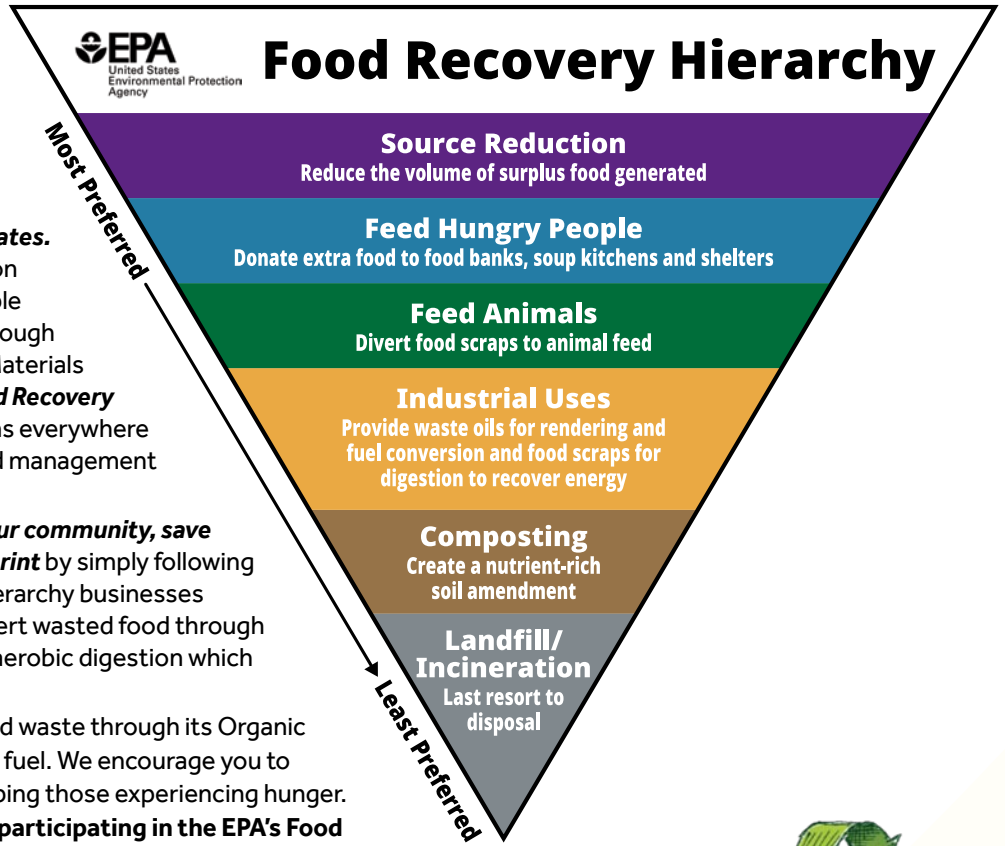 EPA
United States
Environmental Protection
Agency
Food Recovery Hierarchy
Most Preferred
Source Reduction
Reduce the volume of surplus food generated
Feed Hungry People
Donate extra food to food banks, soup kitchens and shelters
Feed Animals
Divert food scraps to animal feed
Industrial Uses
Provide waste oils for rendering and
fuel conversion and food scraps for
digestion to recover energy
Composting
Create a nutrient-rich
soil amendment
Landfill/
Incineration
Last resort to
disposal
Least Preferred
ates.
on
ple
ough
Materials
d Recovery
ns everywhere
d management
ur community, save
rint by simply following
erarchy businesses
ert wasted food through
aerobic digestion which
d waste through its Organic
fuel. We encourage you to
ping those experiencing hunger.
participating in the EPA's Food